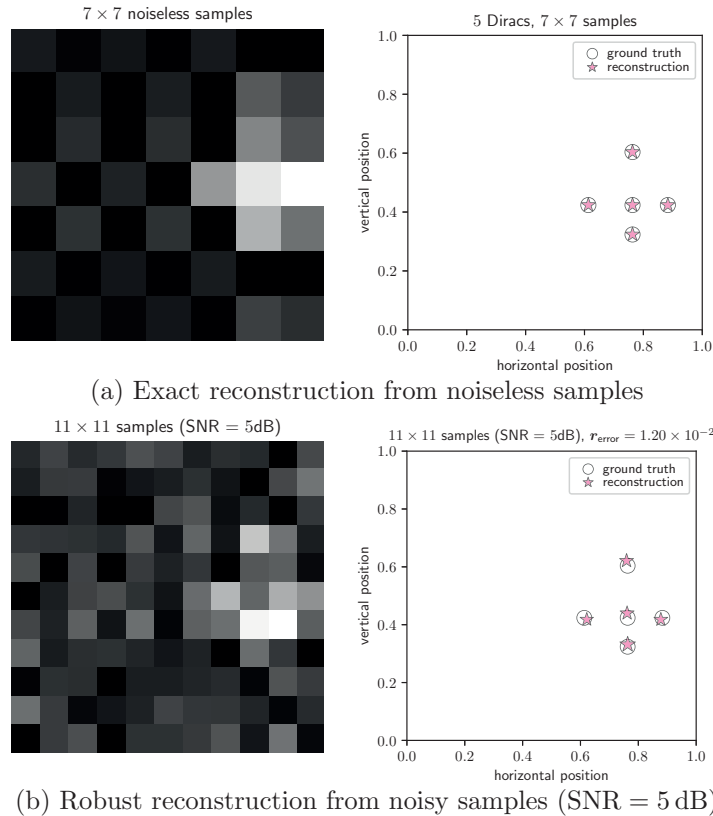 7 × 7 noiseless samples
5 Diracs, 7 × 7 samples
1.0
0.8
0.6
0.4
0.2
0.0
vertical position
ground truth
reconstruction
0.0 0.2 0.4 0.6 0.8 1.0
horizontal position
(a) Exact reconstruction from noiseless samples
11 × 11 samples (SNR = 5dB)
11 × 11 samples (SNR = 5dB), r_error = 1.20 × 10⁻²
1.0
0.8
0.6
0.4
0.2
0.0
vertical position
ground truth
reconstruction
0.0 0.2 0.4 0.6 0.8 1.0
horizontal position
(b) Robust reconstruction from noisy samples (SNR = 5 dB)